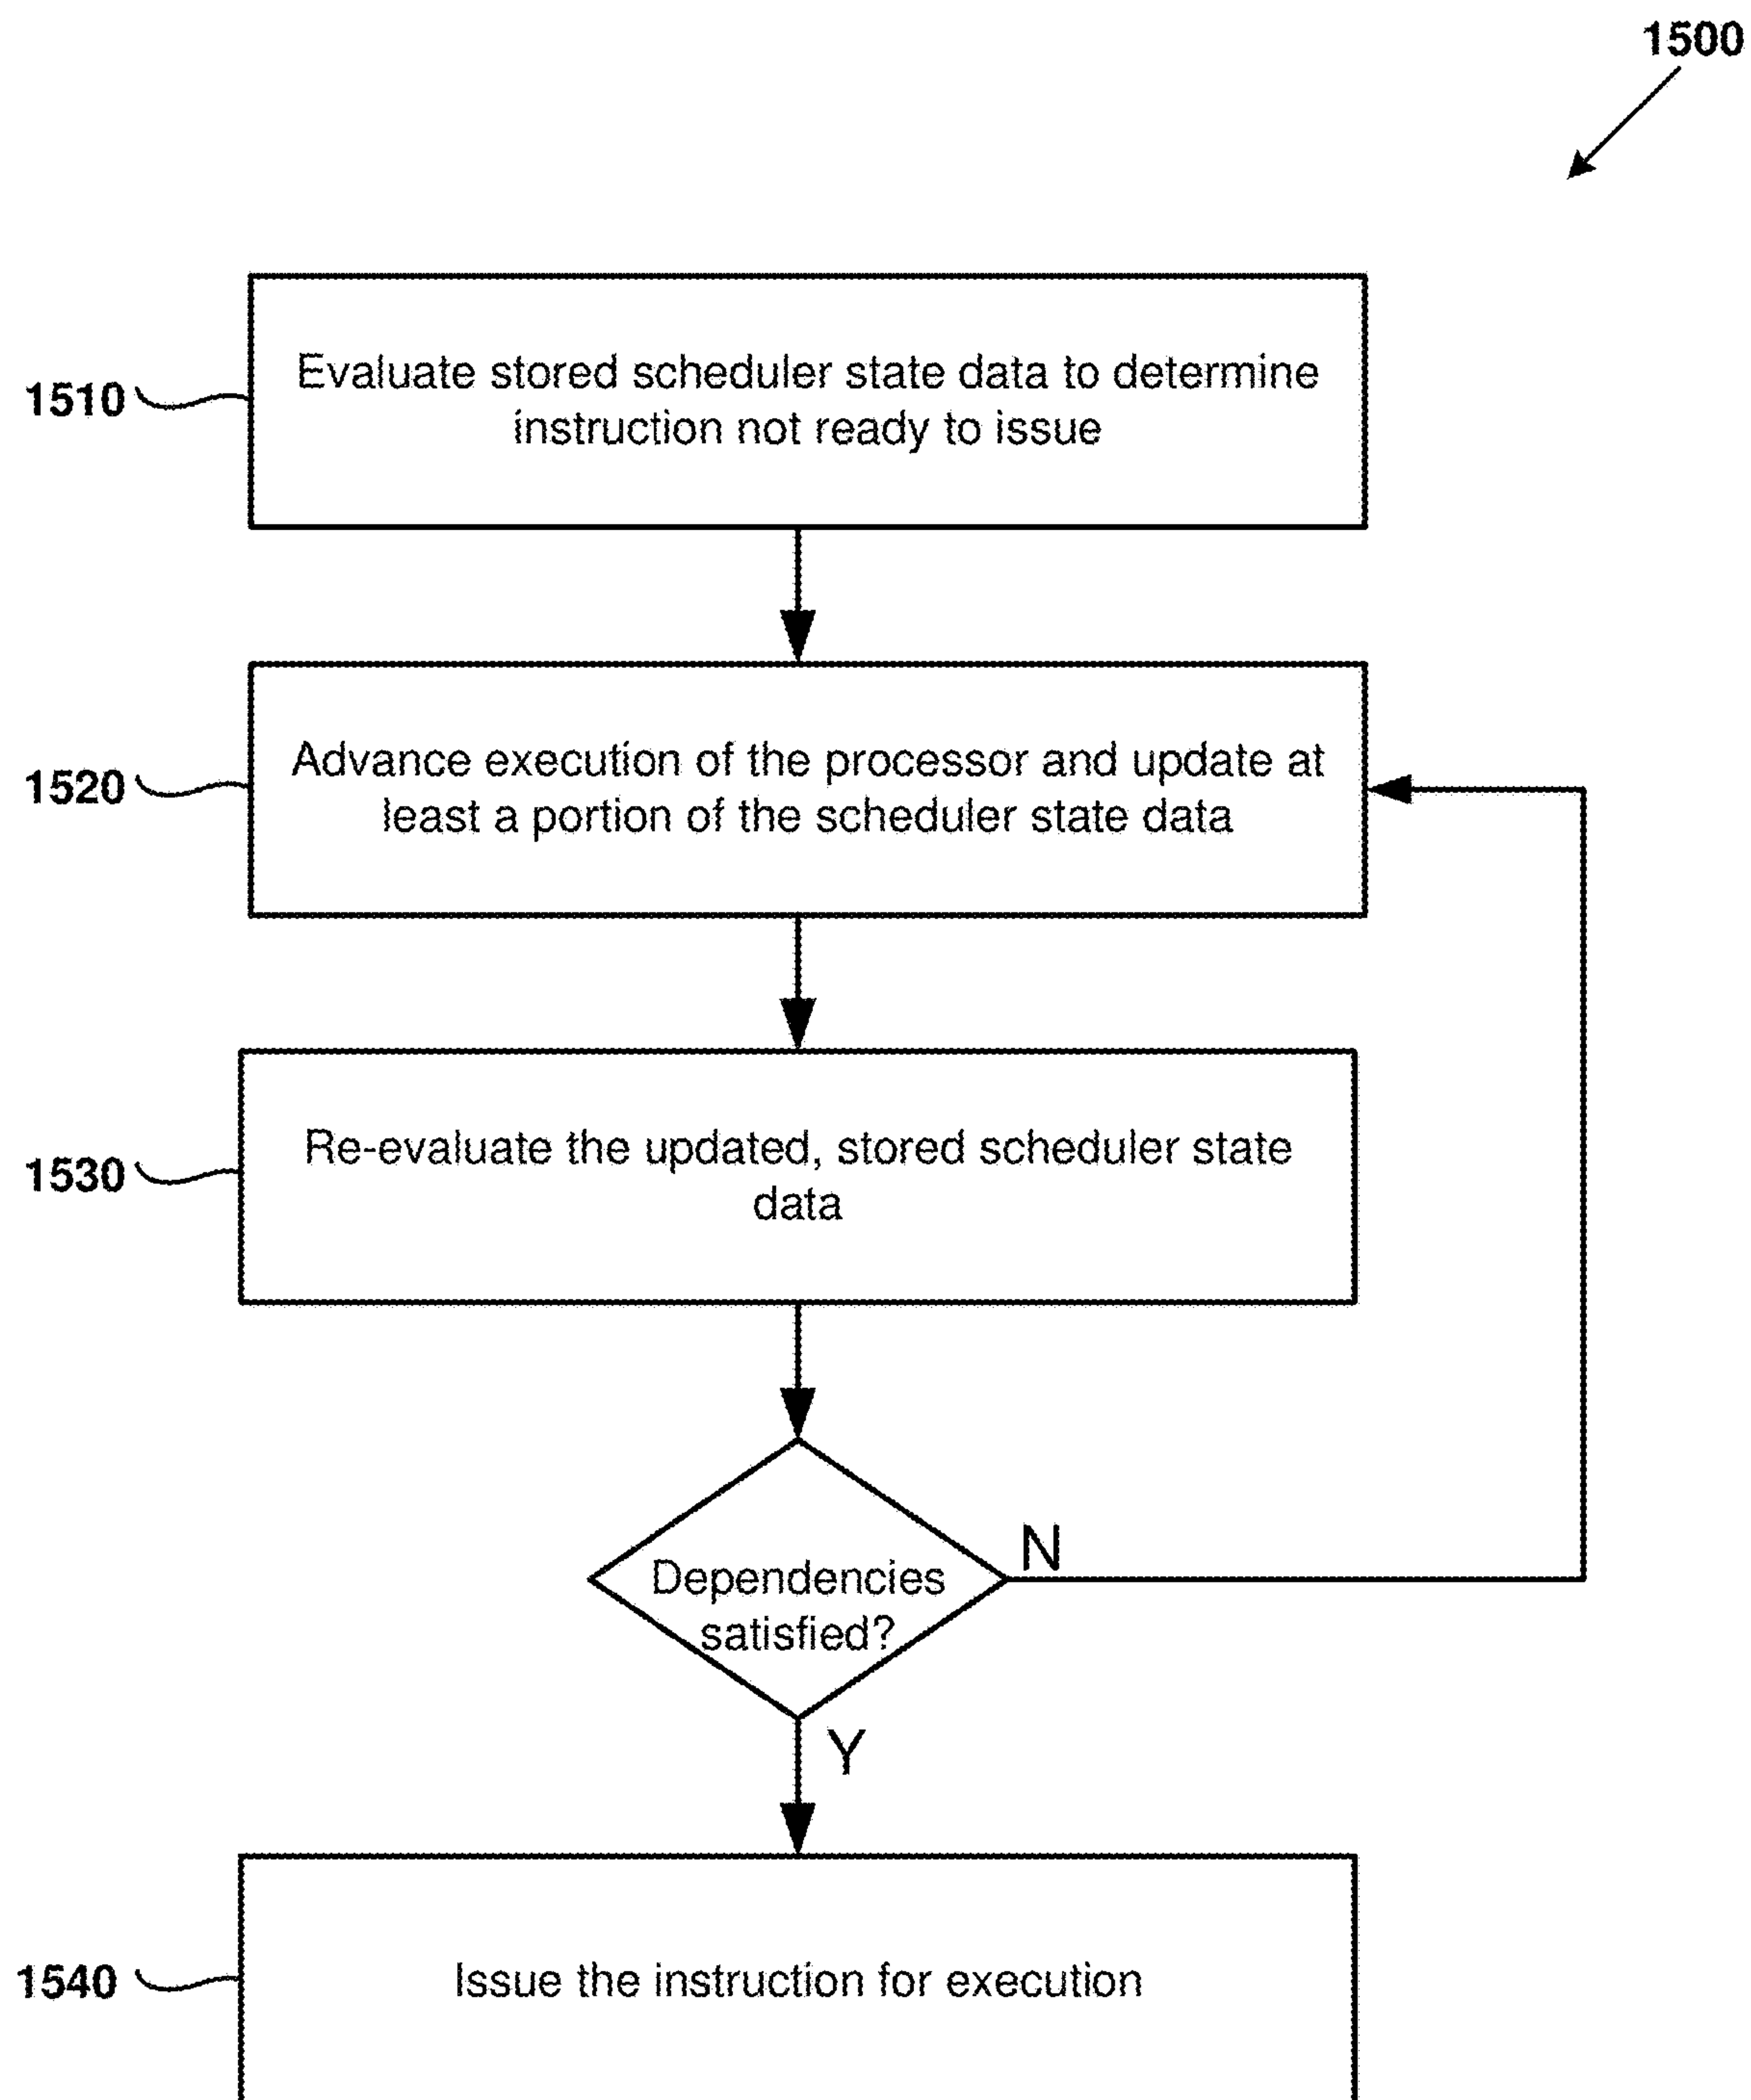 1500
1510
Evaluate stored scheduler state data to determine
instruction not ready to issue
1520
Advance execution of the processor and update at
least a portion of the scheduler state data
1530
Re-evaluate the updated, stored scheduler state
data
Dependencies
satisfied?
N
Y
1540
Issue the instruction for execution